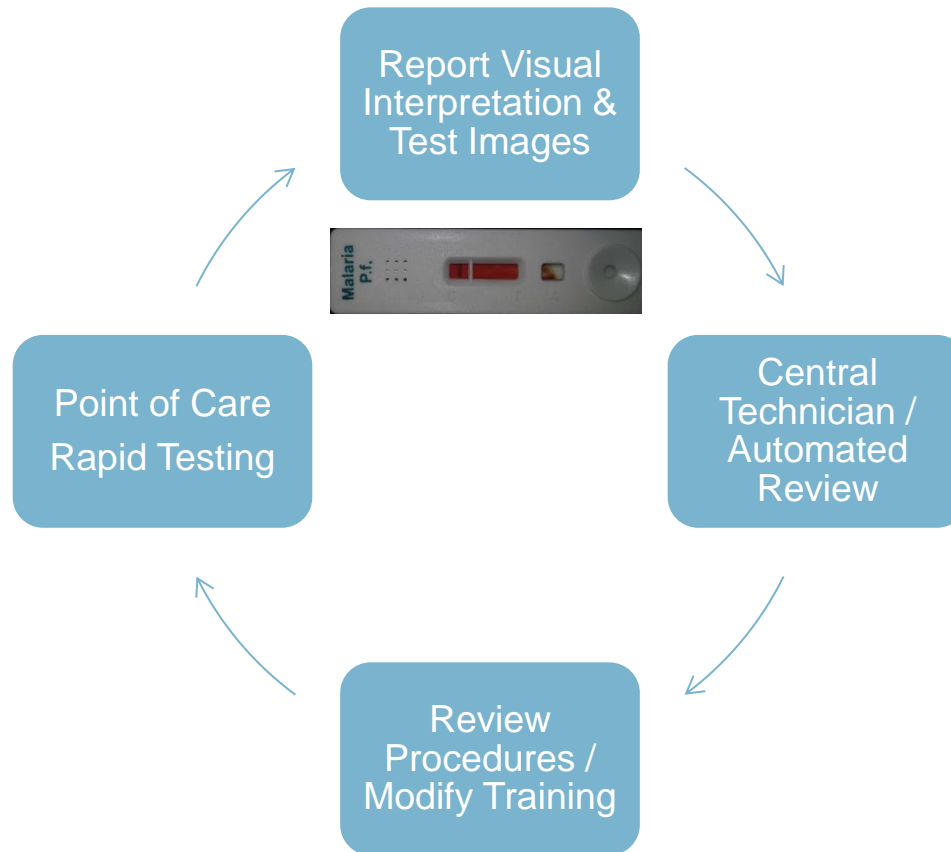 Report Visual
Interpretation &
Test Images
Malaria
P.f.
Point of Care
Rapid Testing
Central
Technician /
Automated
Review
Review
Procedures /
Modify Training